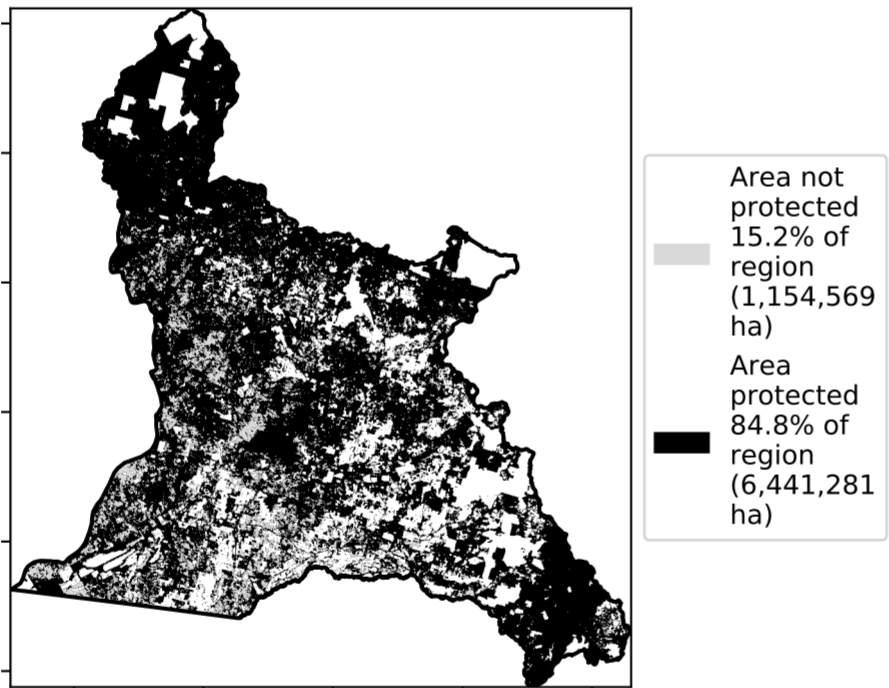 Area not
protected
15.2% of
region
(1,154,569
ha)
Area
protected
84.8% of
region
(6,441,281
ha)